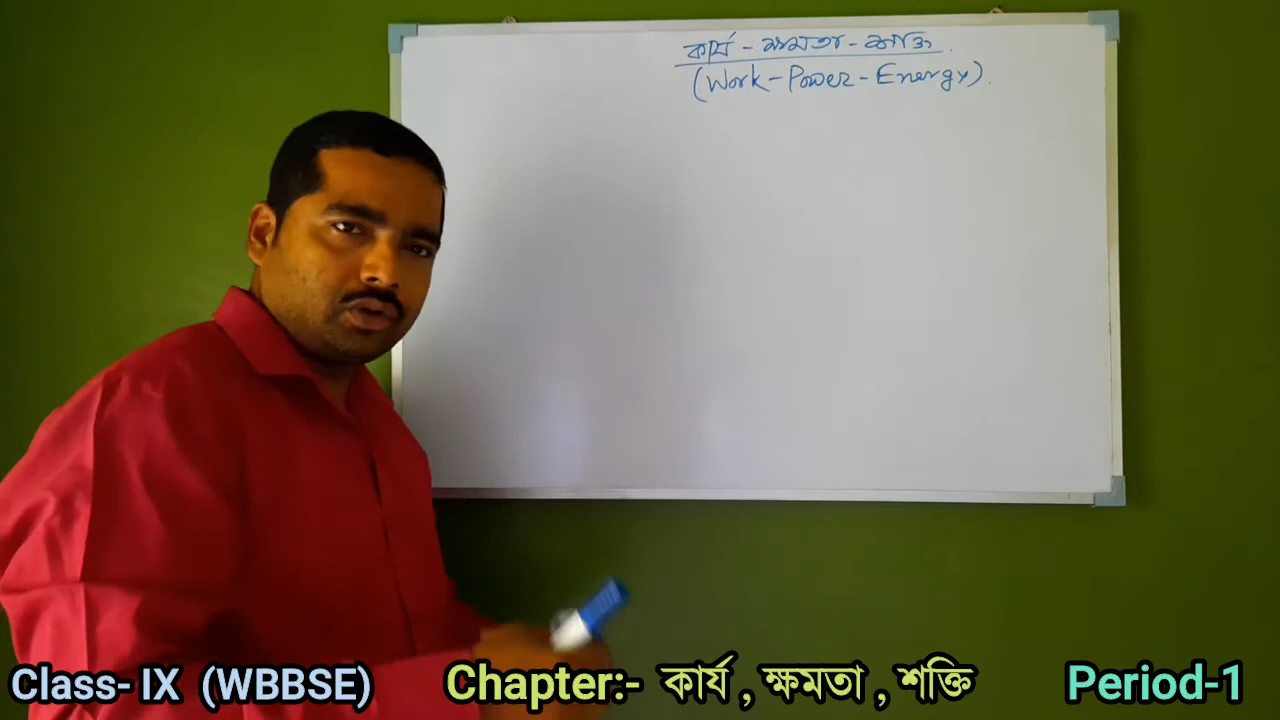 কার্য - ক্ষমতা - শক্তি.
(Work-Power-Energy).
Class- IX (WBBSE) Chapter:- কার্য , ক্ষমতা , শক্তি Period-1